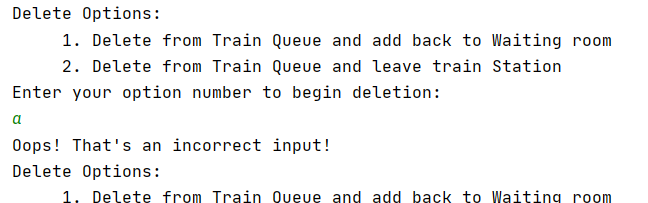 Delete Options:
1. Delete from Train Queue and add back to Waiting room
2. Delete from Train Queue and leave train Station
Enter your option number to begin deletion:
a
Oops! That's an incorrect input!
Delete Options:
1. Delete from Train Queue and add back to Waiting room